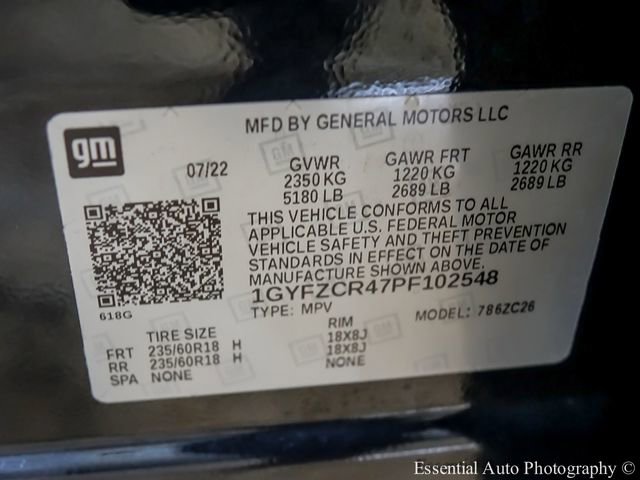 MFD BY GENERAL MOTORS LLC
gm
07/22
GVWR GAWR FRT GAWR RR
2350 KG 1220 KG 1220 KG
5180 LB 2689 LB 2689 LB
THIS VEHICLE CONFORMS TO ALL
APPLICABLE U.S. FEDERAL MOTOR
VEHICLE SAFETY AND THEFT PREVENTION
STANDARDS IN EFFECT ON THE DATE OF
MANUFACTURE SHOWN ABOVE.
1GYFZCR47PF102548
618G
TYPE: MPV MODEL: 786ZC26
TIRE SIZE RIM
FRT 235/60R18 H 18X8J
RR 235/60R18 H 18X8J
SPA NONE NONE
Essential Auto Photography ©